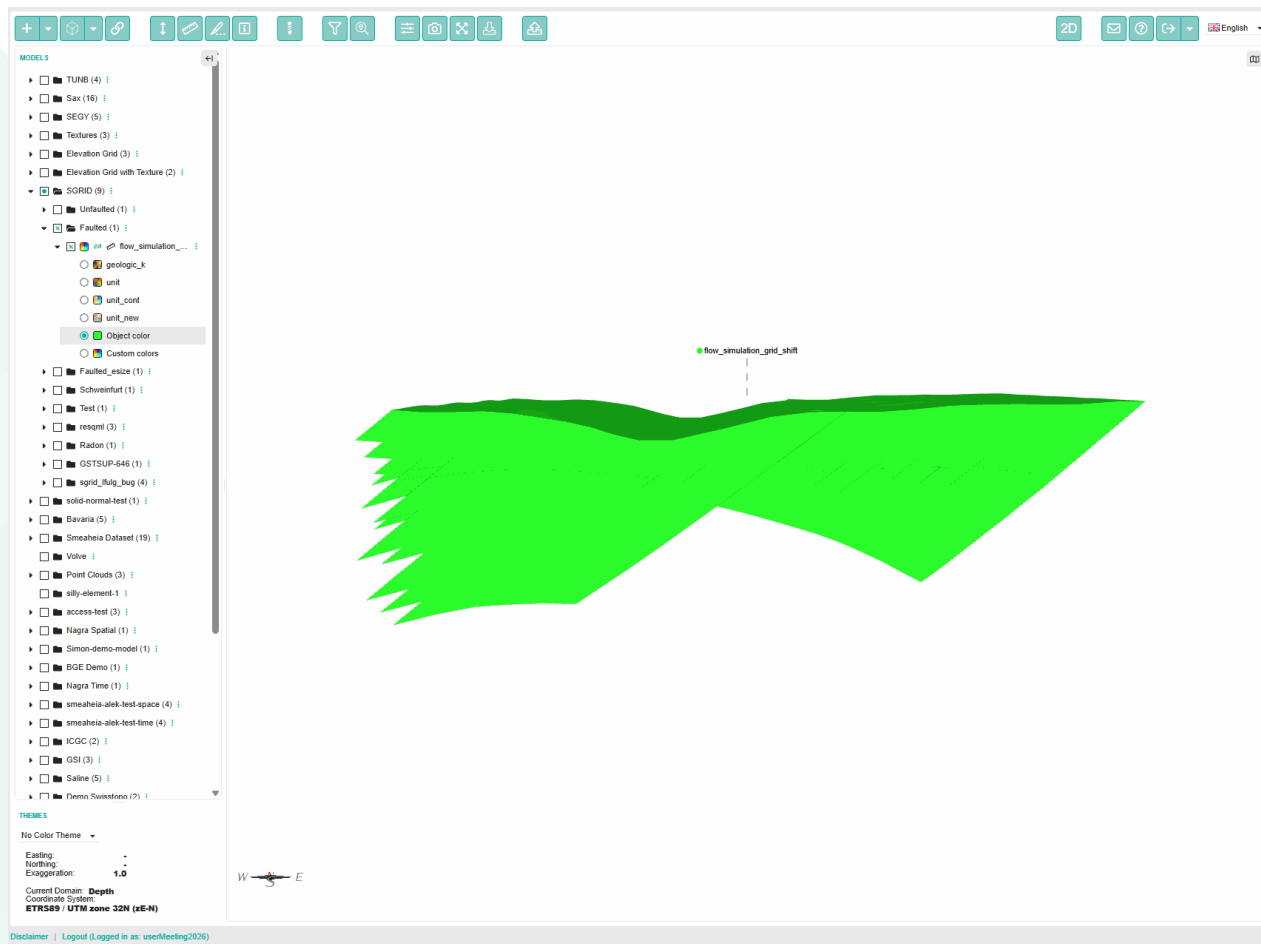 2D
English
MODELS
TUNB (4)
Sax (16)
SEGY (5)
Textures (3)
Elevation Grid (3)
Elevation Grid with Texture (2)
SGRID (9)
Unfaulted (1)
Faulted (1)
flow_simulation_...
geologic_k
unit
unit_cont
unit_new
Object color
Custom colors
Faulted_esize (1)
Schweinfurt (1)
Test (1)
resqml (3)
Radon (1)
GSTSUP-646 (1)
sgrid_lfulg_bug (4)
solid-normal-test (1)
Bavaria (5)
Smeaheia Dataset (19)
Volve
Point Clouds (3)
silly-element-1
access-test (3)
Nagra Spatial (1)
Simon-demo-model (1)
BGE Demo (1)
Nagra Time (1)
smeaheia-alek-test-space (4)
smeaheia-alek-test-time (4)
ICGC (2)
GSI (3)
Saline (5)
Demo Swisstopo (2)
flow_simulation_grid_shift
THEMES
No Color Theme
Easting: -
Northing: -
Exaggeration: 1.0
Current Domain: Depth
Coordinate System:
ETRS89 / UTM zone 32N (zE-N)
W N S E
Disclaimer | Logout (Logged in as: userMeeting2026)